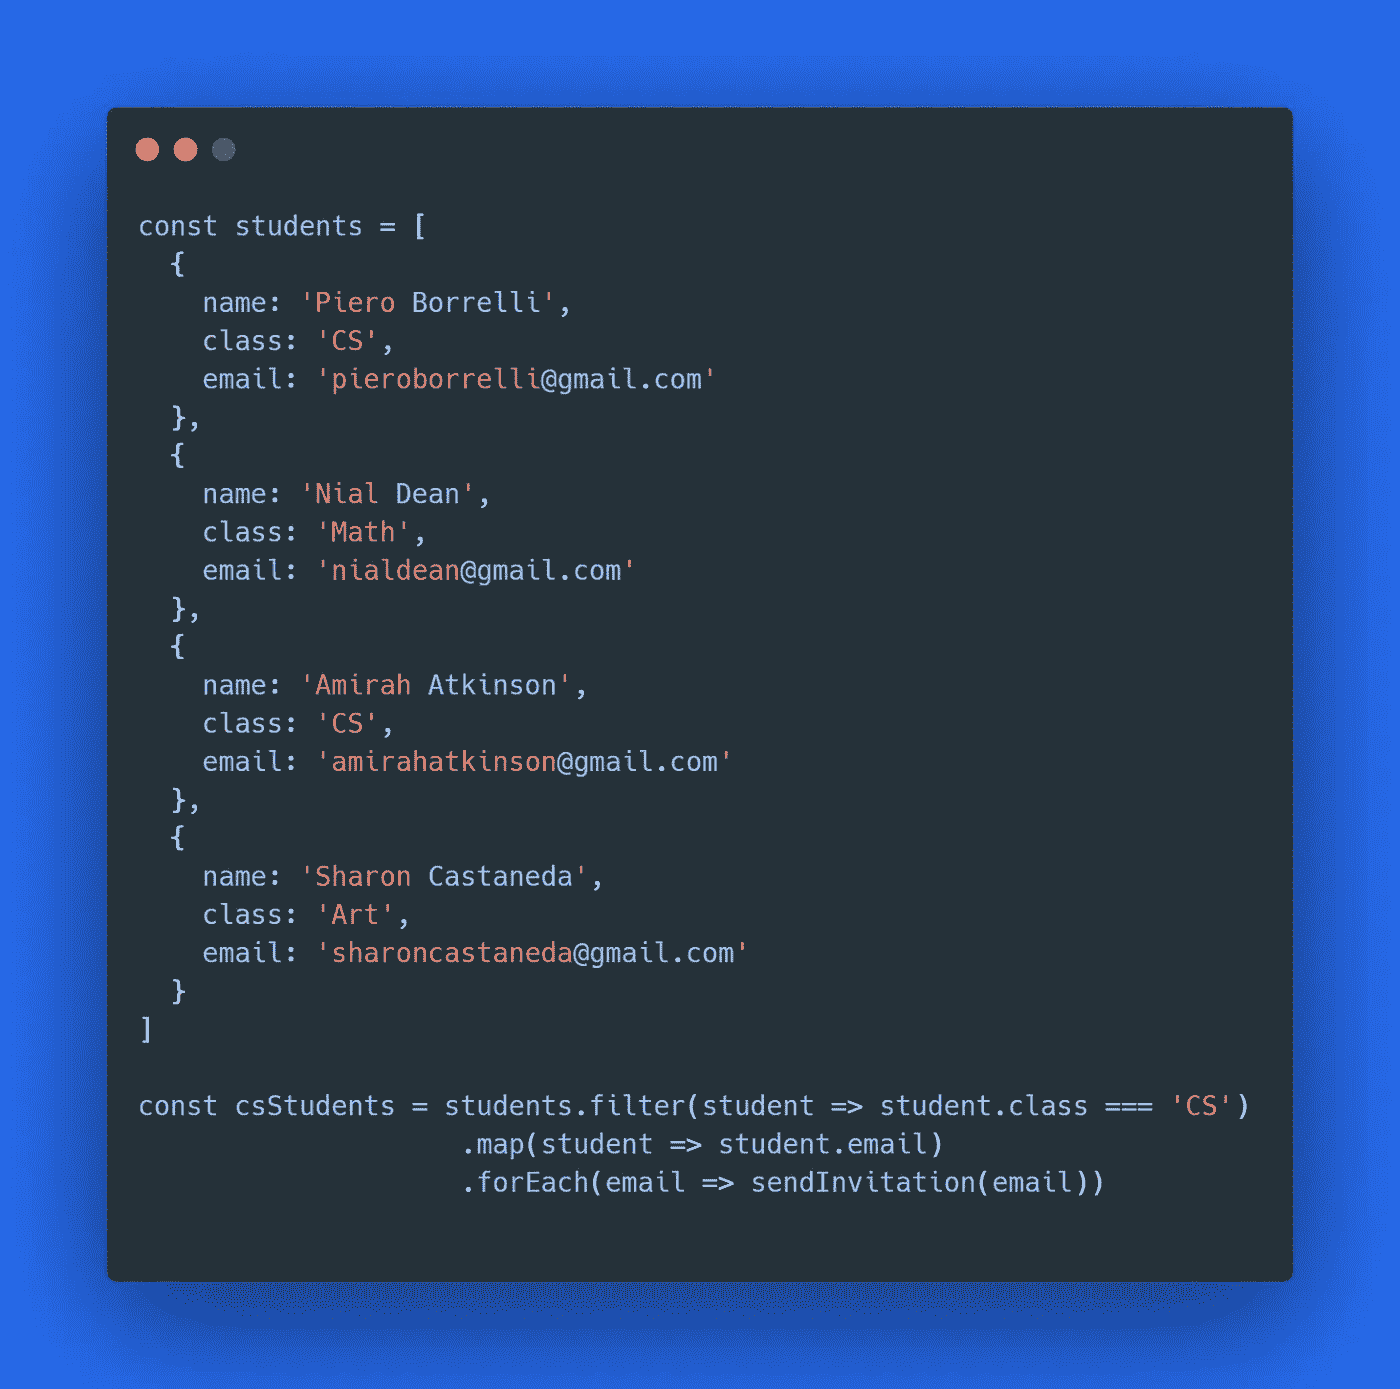 const students = [
  {
    name: 'Piero Borrelli',
    class: 'CS',
    email: 'pieroborrelli@gmail.com'
  },
  {
    name: 'Nial Dean',
    class: 'Math',
    email: 'nialdean@gmail.com'
  },
  {
    name: 'Amirah Atkinson',
    class: 'CS',
    email: 'amirahatkinson@gmail.com'
  },
  {
    name: 'Sharon Castaneda',
    class: 'Art',
    email: 'sharoncastaneda@gmail.com'
  }
]

const csStudents = students.filter(student => student.class === 'CS')
                    .map(student => student.email)
                    .forEach(email => sendInvitation(email))